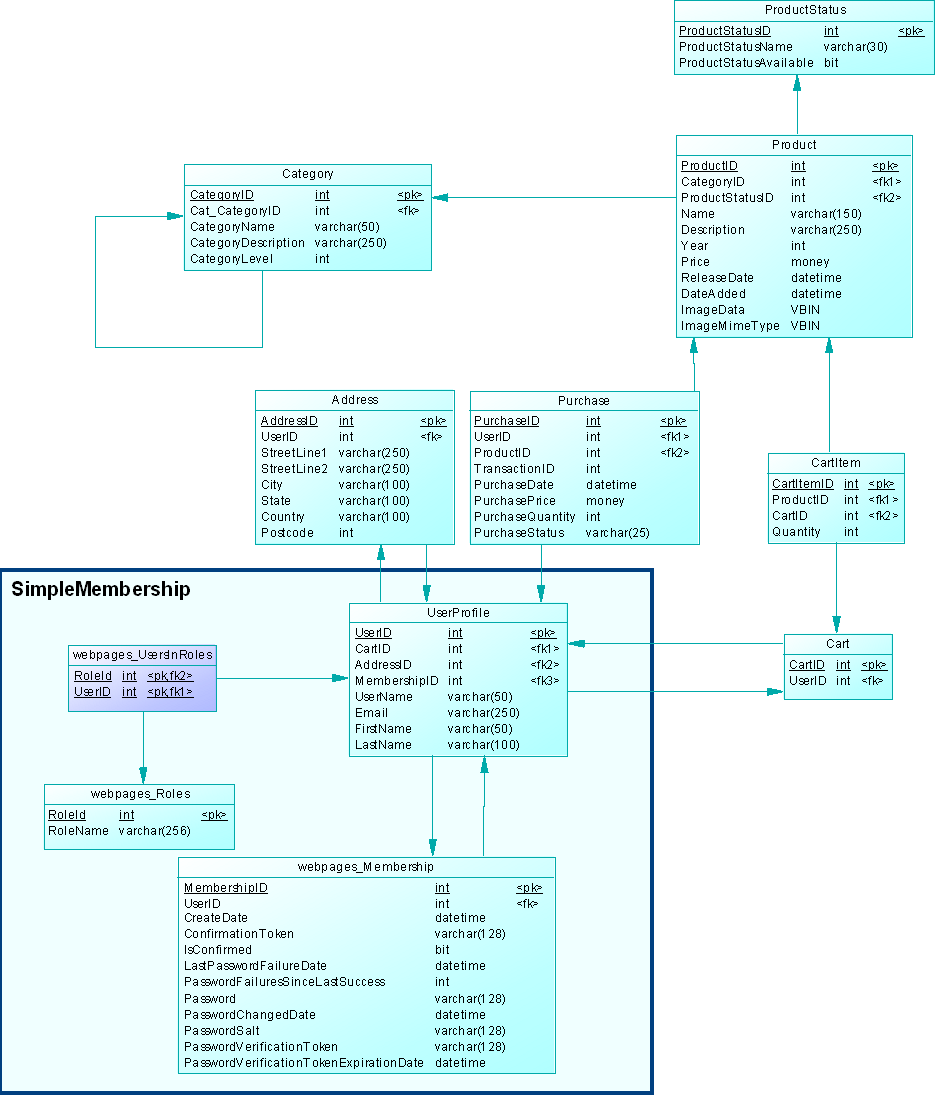 ProductStatus
ProductStatusID int <pk>
ProductStatusName varchar(30)
ProductStatusAvailable bit
Product
ProductID int <pk>
CategoryID int <fk1>
ProductStatusID int <fk2>
Name varchar(150)
Description varchar(250)
Year int
Price money
ReleaseDate datetime
DateAdded datetime
ImageData VBIN
ImageMimeType VBIN
Category
CategoryID int <pk>
Cat_CategoryID int <fk>
CategoryName varchar(50)
CategoryDescription varchar(250)
CategoryLevel int
Address
AddressID int <pk>
UserID int <fk>
StreetLine1 varchar(250)
StreetLine2 varchar(250)
City varchar(100)
State varchar(100)
Country varchar(100)
Postcode int
Purchase
PurchaseID int <pk>
UserID int <fk1>
ProductID int <fk2>
TransactionID int
PurchaseDate datetime
PurchasePrice money
PurchaseQuantity int
PurchaseStatus varchar(25)
CartItem
CartItemID int <pk>
ProductID int <fk1>
CartID int <fk2>
Quantity int
SimpleMembership
UserProfile
UserID int <pk>
CartID int <fk1>
AddressID int <fk2>
MembershipID int <fk3>
UserName varchar(50)
Email varchar(250)
FirstName varchar(50)
LastName varchar(100)
Cart
CartID int <pk>
UserID int <fk>
webpages_UsersInRoles
RoleId int <pk,fk2>
UserID int <pk,fk1>
webpages_Roles
RoleId int <pk>
RoleName varchar(256)
webpages_Membership
MembershipID int <pk>
UserID int <fk>
CreateDate datetime
ConfirmationToken varchar(128)
IsConfirmed bit
LastPasswordFailureDate datetime
PasswordFailuresSinceLastSuccess int
Password varchar(128)
PasswordChangedDate datetime
PasswordSalt varchar(128)
PasswordVerificationToken varchar(128)
PasswordVerificationTokenExpirationDate datetime